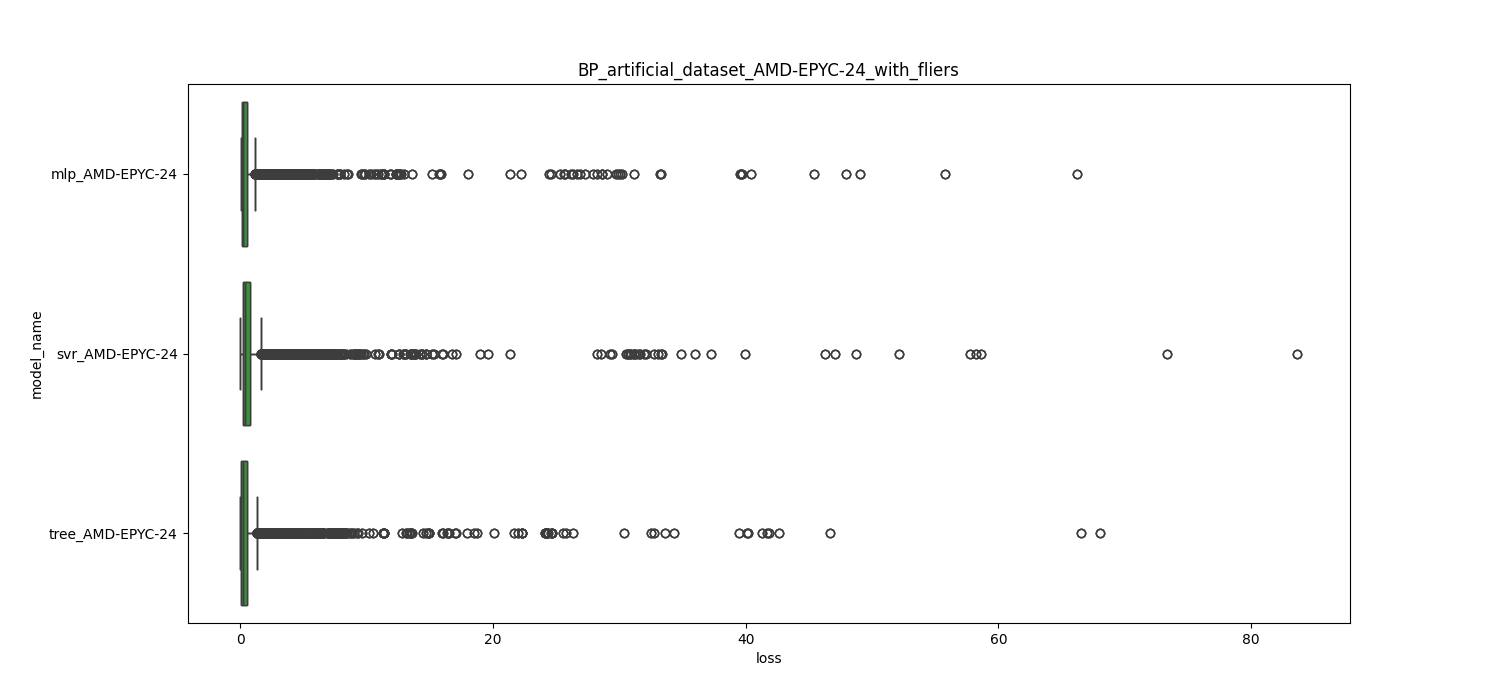 BP_artificial_dataset_AMD-EPYC-24_with_fliers
model_name
mlp_AMD-EPYC-24
svr_AMD-EPYC-24
tree_AMD-EPYC-24
0 20 40 60 80
loss